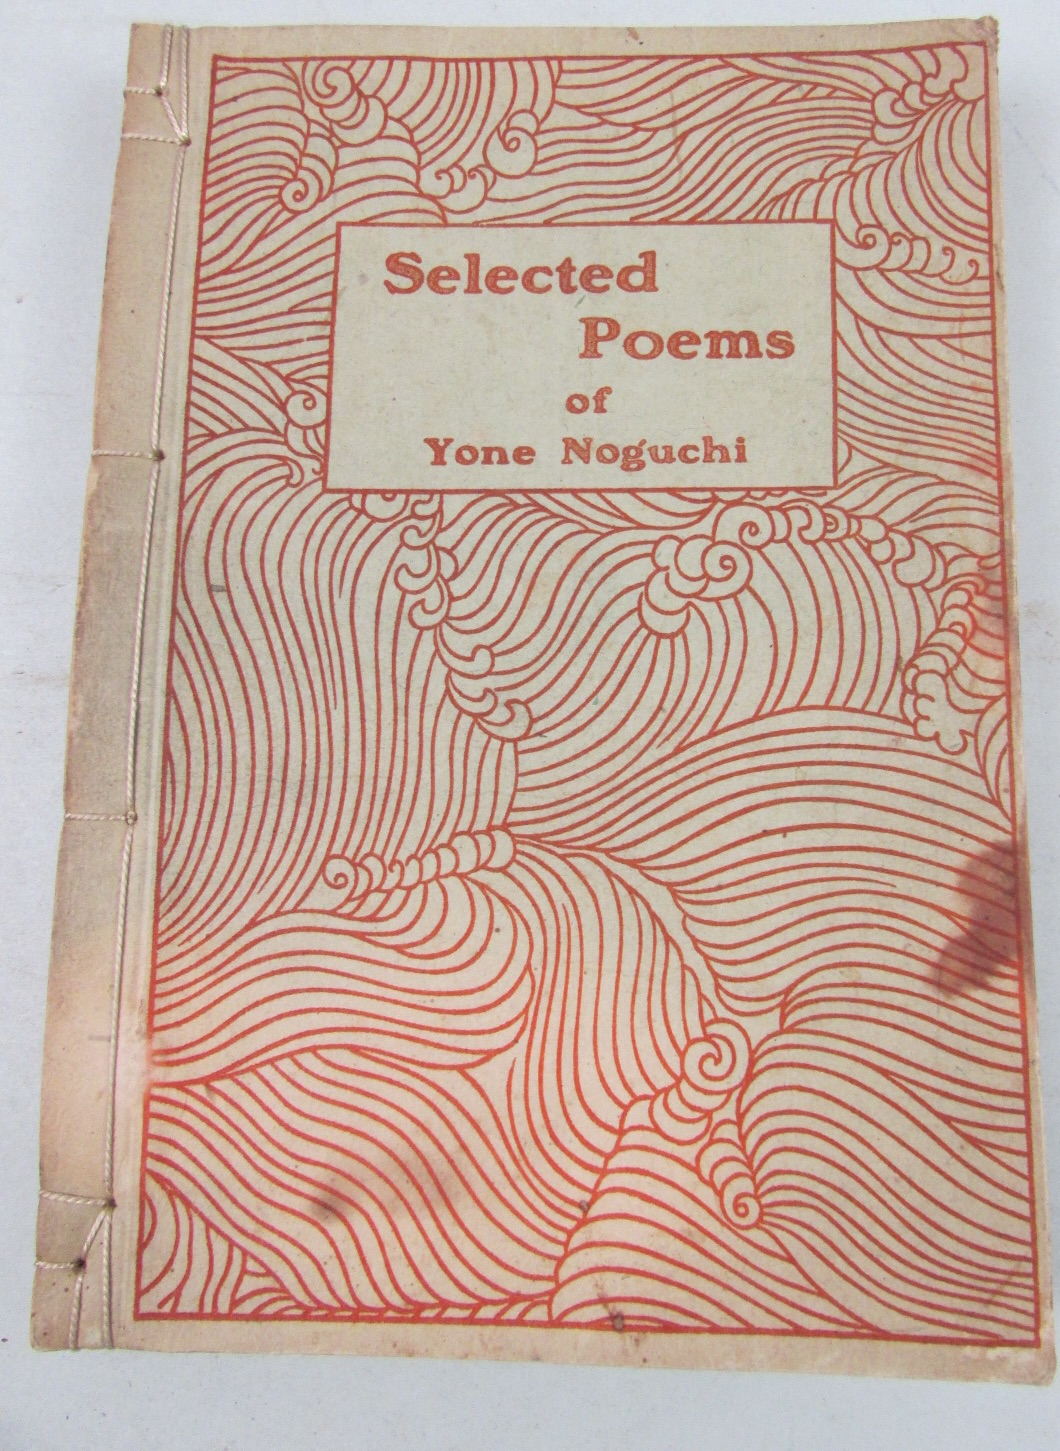 Selected
Poems
of
Yone Noguchi